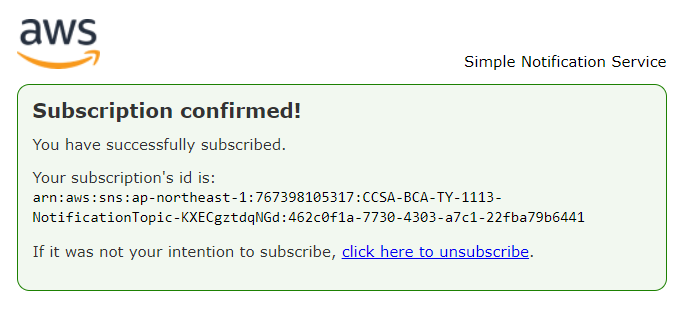 aws
Simple Notification Service
Subscription confirmed!
You have successfully subscribed.
Your subscription's id is:
arn:aws:sns:ap-northeast-1:767398105317:CCSA-BCA-TY-1113-
NotificationTopic-KXECgztdqNGd:462c0f1a-7730-4303-a7c1-22fba79b6441
If it was not your intention to subscribe, click here to unsubscribe.